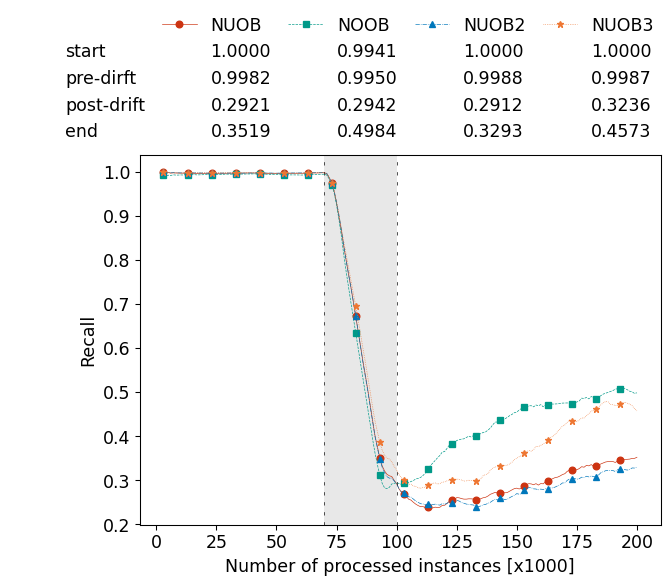 NUOB NOOB NUOB2 NUOB3
start 1.0000 0.9941 1.0000 1.0000
pre-dirft 0.9982 0.9950 0.9988 0.9987
post-drift 0.2921 0.2942 0.2912 0.3236
end 0.3519 0.4984 0.3293 0.4573
1.0
0.9
0.8
0.7
0.6
0.5
0.4
0.3
0.2
Recall
0 25 50 75 100 125 150 175 200
Number of processed instances [x1000]